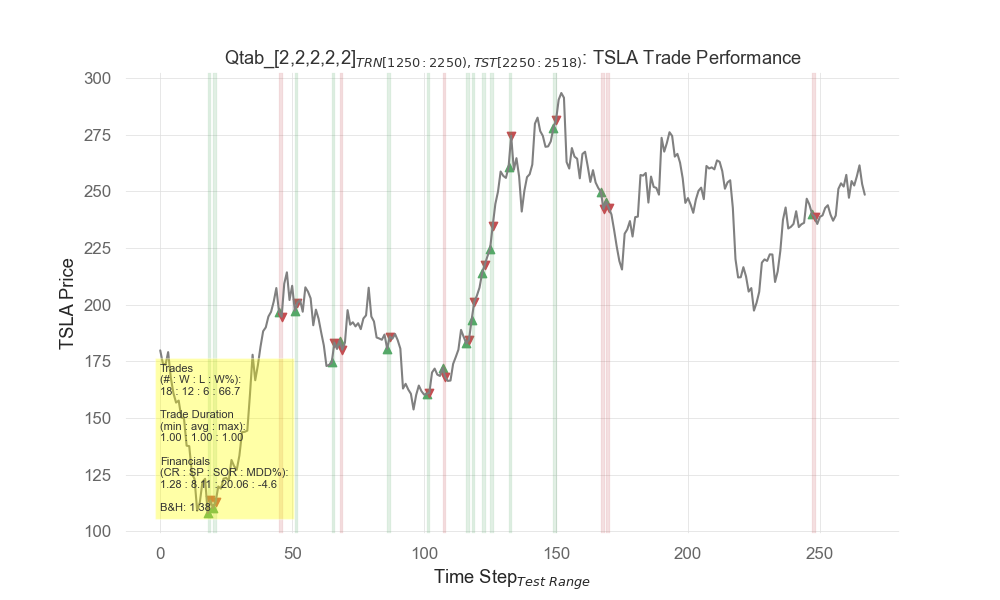 Qtab_[2,2,2,2,2]TRN[1250:2250),TST[2250:2518): TSLA Trade Performance
300
275
250
225
200
175
150
125
100
TSLA Price
Trades
(# : W : L : W%):
18 : 12 : 6 : 66.7
Trade Duration
(min : avg : max):
1.00 : 1.00 : 1.00
Financials
(CR : SP : SOR : MDD%):
1.28 : 8.11 : 20.06 : -4.6
B&H: 1.38
0 50 100 150 200 250
Time StepTest Range